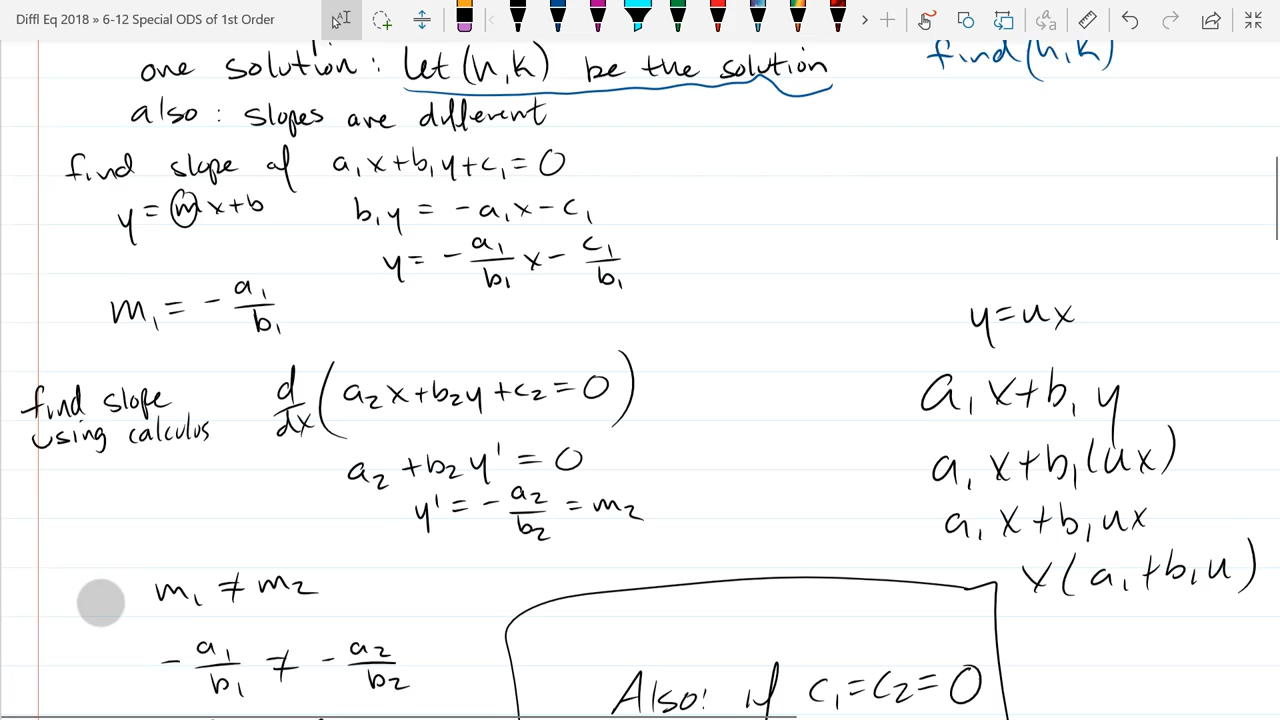 Diffl Eq 2018 » 6-12 Special ODS of 1st Order
one solution: let (h,k) be the solution
find (h,k)
also: slopes are different
find slope of a₁x+b₁y+c₁=0
y=mx+b
b₁y = -a₁x-c₁
y= -a₁/b₁ x - c₁/b₁
m₁ = -a₁/b₁
find slope
using calculus
d/dx (a₂x+b₂y+c₂=0)
a₂+b₂y' = 0
y' = -a₂/b₂ = m₂
m₁ ≠ m₂
-a₁/b₁ ≠ -a₂/b₂
y=ux
a₁x+b₁y
a₁x+b₁(ux)
a₁x+b₁ux
x(a₁+b₁u)
Also: if c₁=c₂=0